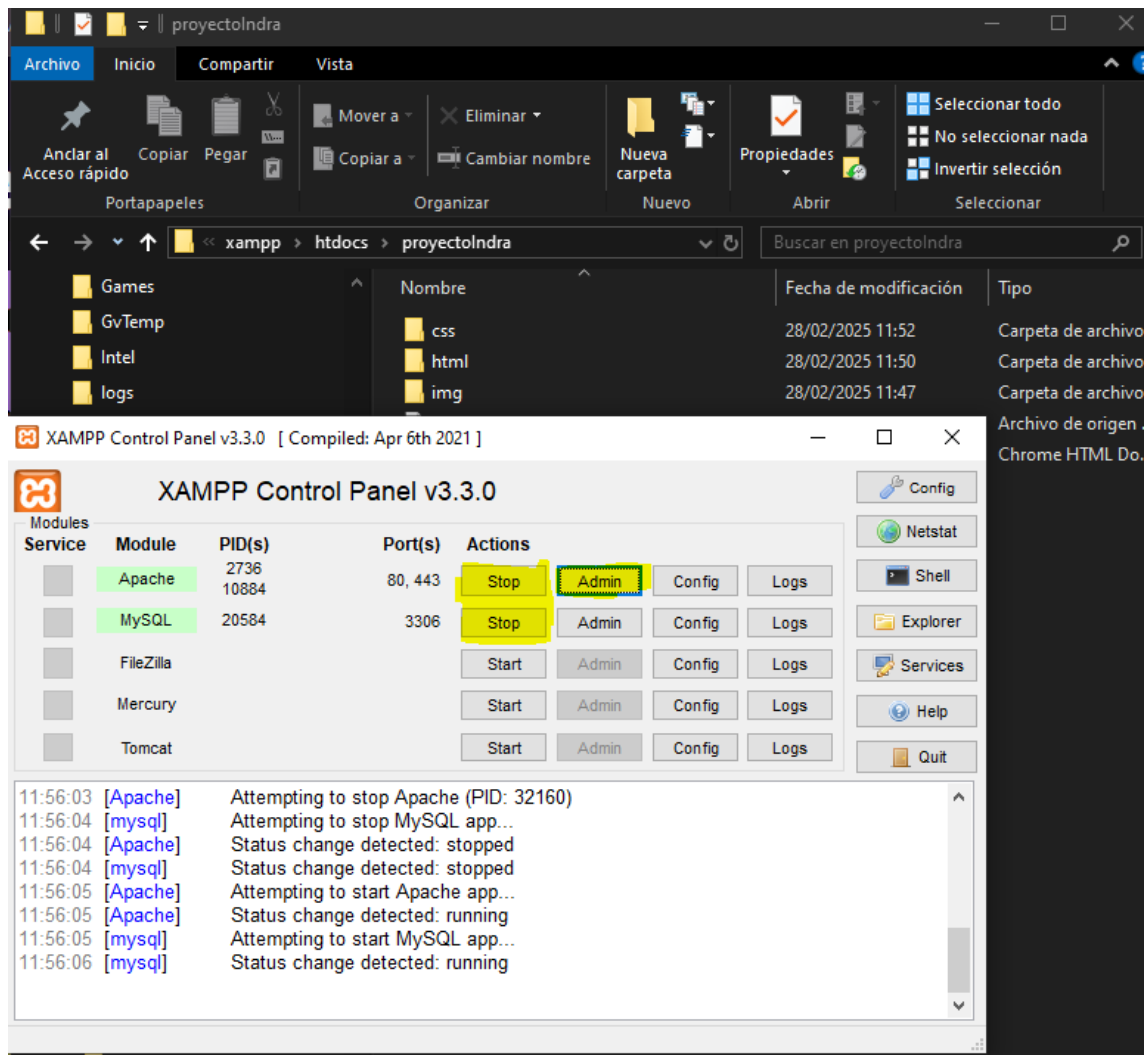 proyectoIndra
Archivo Inicio Compartir Vista
Anclar al Acceso rápido
Copiar
Pegar
Mover a
Copiar a
Eliminar
Cambiar nombre
Nueva carpeta
Propiedades
Seleccionar todo
No seleccionar nada
Invertir selección
Portapapeles Organizar Nuevo Abrir Seleccionar
« xampp › htdocs › proyectoIndra
Buscar en proyectoIndra
Games
GvTemp
Intel
logs
Nombre Fecha de modificación Tipo
css 28/02/2025 11:52 Carpeta de archivo
html 28/02/2025 11:50 Carpeta de archivo
img 28/02/2025 11:47 Carpeta de archivo
Archivo de origen .
Chrome HTML Do.
XAMPP Control Panel v3.3.0 [ Compiled: Apr 6th 2021 ]
XAMPP Control Panel v3.3.0
Modules
Service Module PID(s) Port(s) Actions
Apache 2736 10884 80, 443 Stop Admin Config Logs
MySQL 20584 3306 Stop Admin Config Logs
FileZilla Start Admin Config Logs
Mercury Start Admin Config Logs
Tomcat Start Admin Config Logs
Config
Netstat
Shell
Explorer
Services
Help
Quit
11:56:03 [Apache] Attempting to stop Apache (PID: 32160)
11:56:04 [mysql] Attempting to stop MySQL app...
11:56:04 [Apache] Status change detected: stopped
11:56:04 [mysql] Status change detected: stopped
11:56:05 [Apache] Attempting to start Apache app...
11:56:05 [Apache] Status change detected: running
11:56:05 [mysql] Attempting to start MySQL app...
11:56:06 [mysql] Status change detected: running